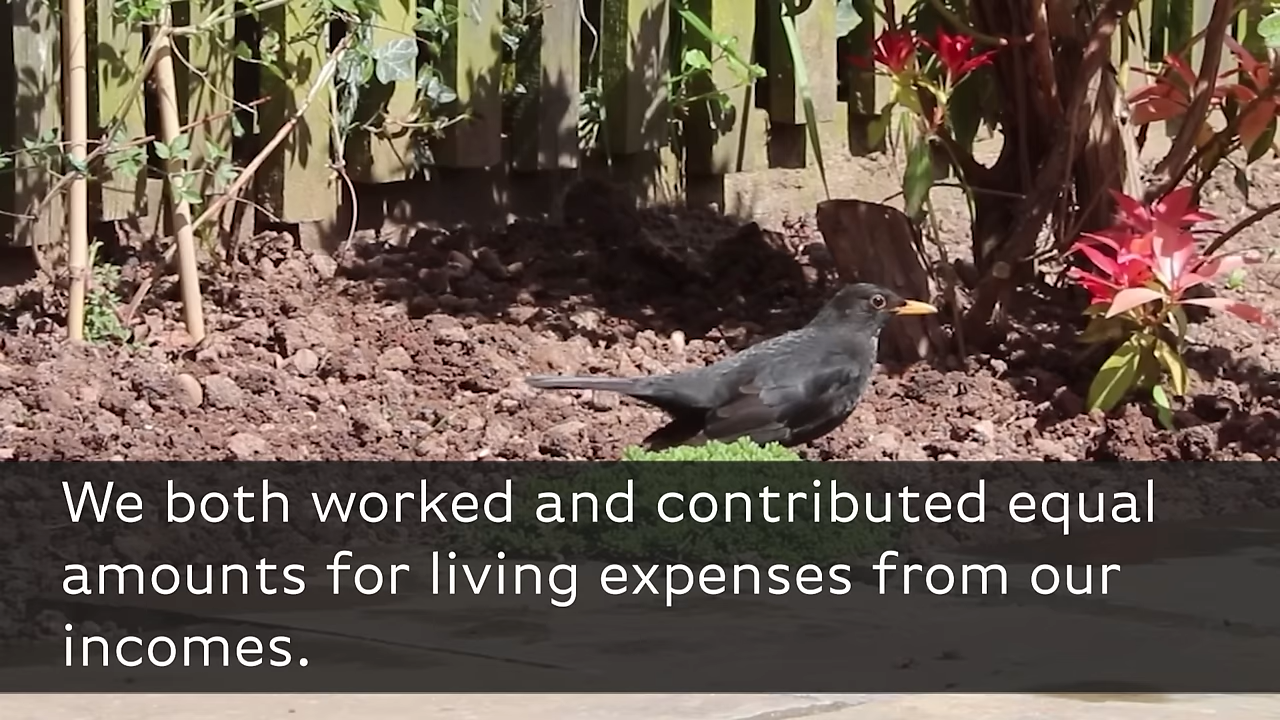 We both worked and contributed equal
amounts for living expenses from our
incomes.